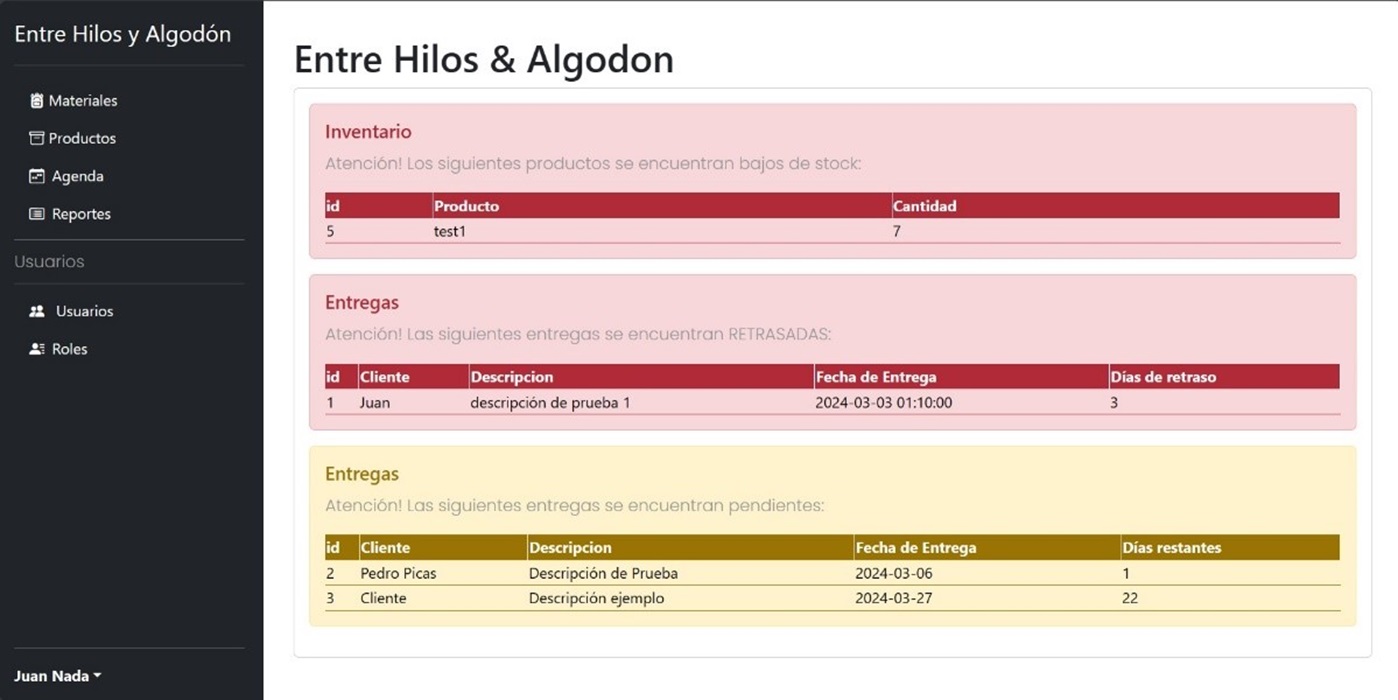 Entre Hilos y Algodón
Materiales
Productos
Agenda
Reportes
Usuarios
Usuarios
Roles
Juan Nada
Entre Hilos & Algodon
Inventario
Atención! Los siguientes productos se encuentran bajos de stock:
id Producto Cantidad
5 test1 7
Entregas
Atención! Las siguientes entregas se encuentran RETRASADAS:
id Cliente Descripcion Fecha de Entrega Días de retraso
1 Juan descripción de prueba 1 2024-03-03 01:10:00 3
Entregas
Atención! Las siguientes entregas se encuentran pendientes:
id Cliente Descripcion Fecha de Entrega Días restantes
2 Pedro Picas Descripción de Prueba 2024-03-06 1
3 Cliente Descripción ejemplo 2024-03-27 22